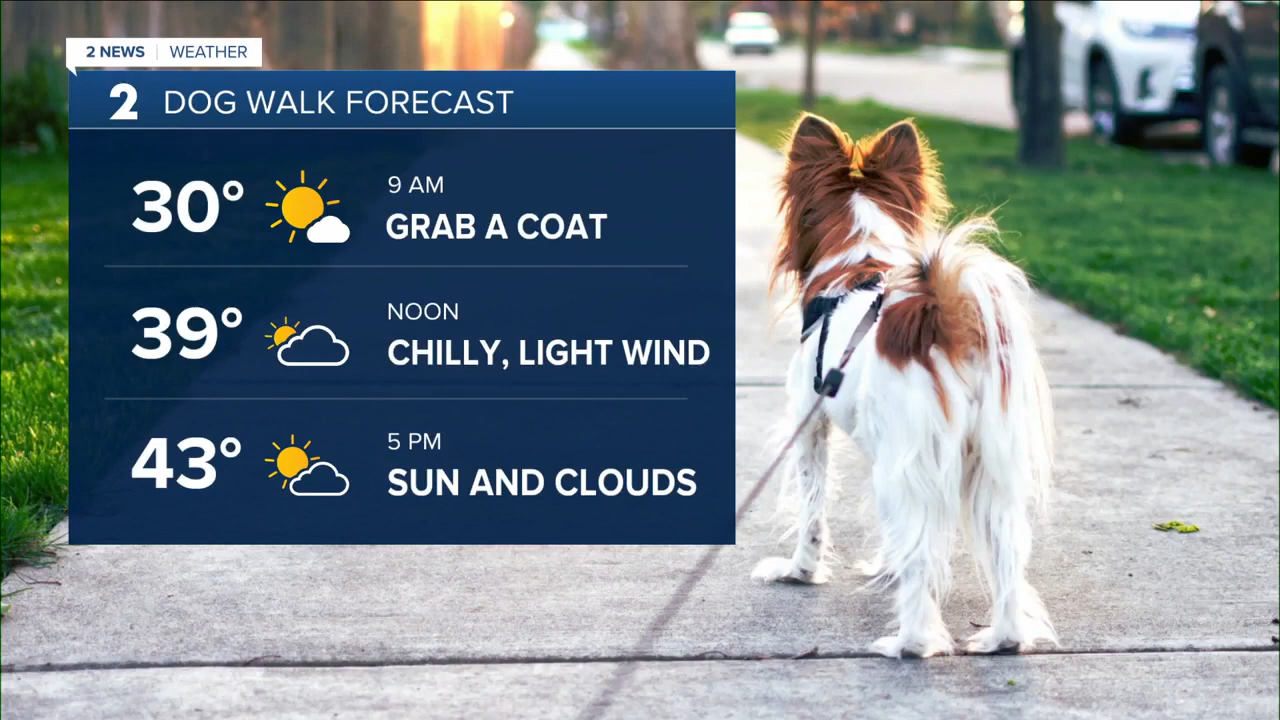 2 NEWS | WEATHER
2 DOG WALK FORECAST
30°
9 AM
GRAB A COAT
39°
NOON
CHILLY, LIGHT WIND
43°
5 PM
SUN AND CLOUDS